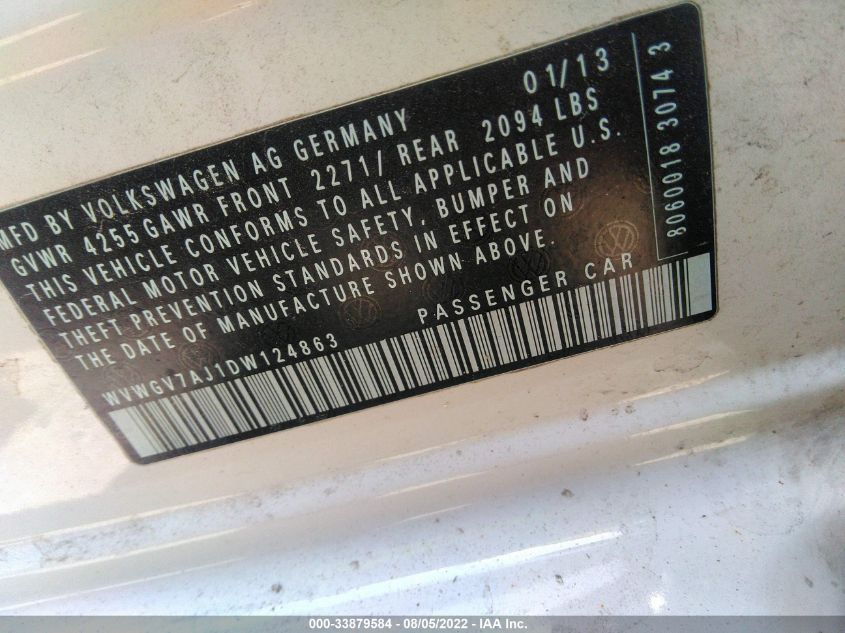 MFD BY VOLKSWAGEN AG GERMANY 01/13
GVWR 4255 GAWR FRONT 2271/ REAR 2094 LBS
THIS VEHICLE CONFORMS TO ALL APPLICABLE U.S.
FEDERAL MOTOR VEHICLE SAFETY, BUMPER AND
THEFT PREVENTION STANDARDS IN EFFECT ON
THE DATE OF MANUFACTURE SHOWN ABOVE.
WVWGV7AJ1DW124863 PASSENGER CAR
8060018 3074 3
000-33879584 - 08/05/2022 - IAA Inc.